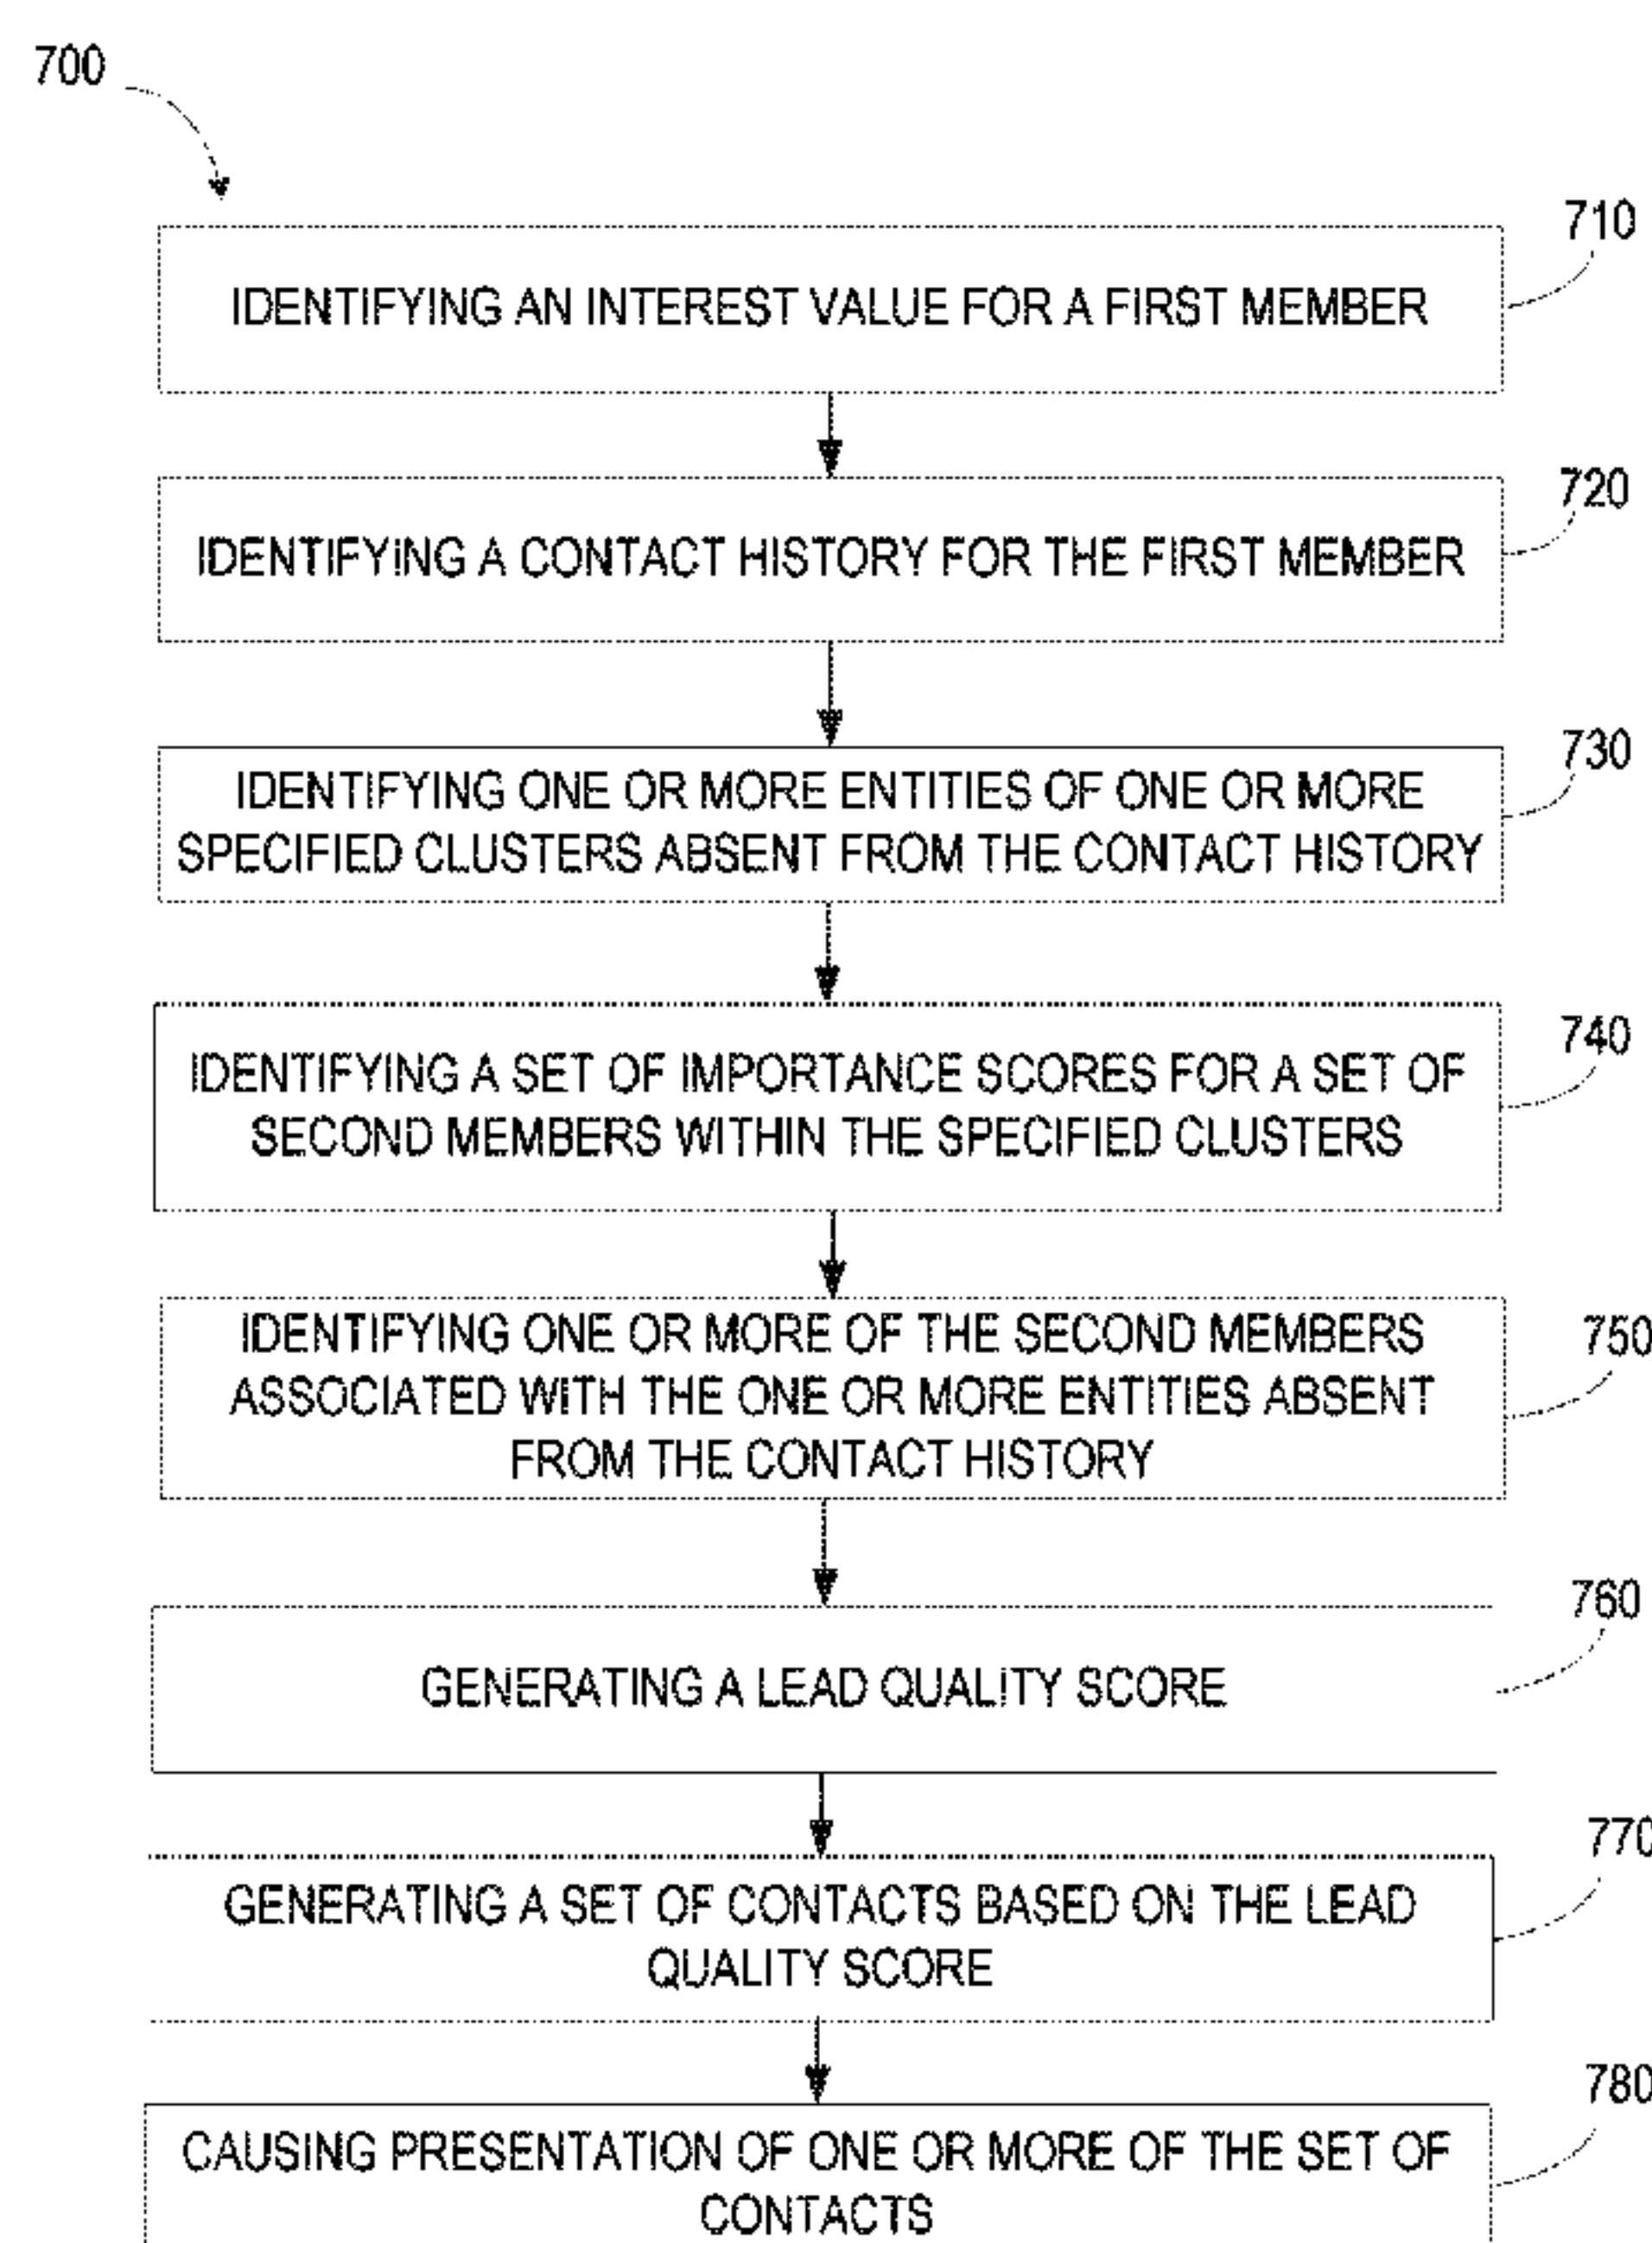 700
710
IDENTIFYING AN INTEREST VALUE FOR A FIRST MEMBER
720
IDENTIFYING A CONTACT HISTORY FOR THE FIRST MEMBER
730
IDENTIFYING ONE OR MORE ENTITIES OF ONE OR MORE
SPECIFIED CLUSTERS ABSENT FROM THE CONTACT HISTORY
740
IDENTIFYING A SET OF IMPORTANCE SCORES FOR A SET OF
SECOND MEMBERS WITHIN THE SPECIFIED CLUSTERS
750
IDENTIFYING ONE OR MORE OF THE SECOND MEMBERS
ASSOCIATED WITH THE ONE OR MORE ENTITIES ABSENT
FROM THE CONTACT HISTORY
760
GENERATING A LEAD QUALITY SCORE
770
GENERATING A SET OF CONTACTS BASED ON THE LEAD
QUALITY SCORE
780
CAUSING PRESENTATION OF ONE OR MORE OF THE SET OF
CONTACTS